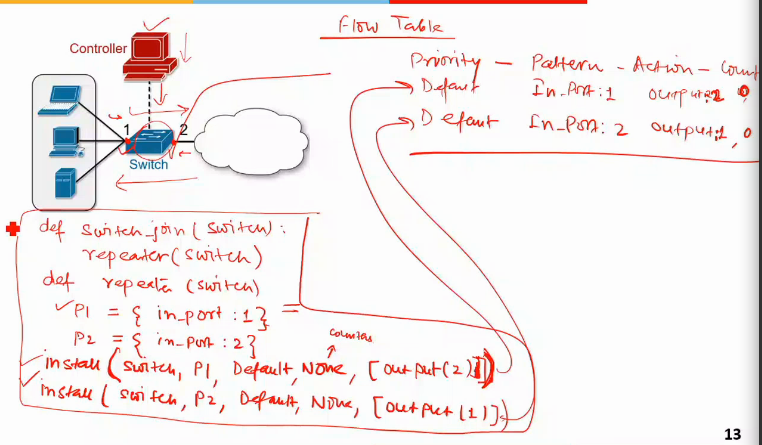 Flow Table
Controller
Priority - Pattern - Action - Count
Default In_Port:1 output:2, 0
Default In_Port:2 output:1, 0
1 2
Switch
def switch_join(switch):
repeater(switch)
def repeater (switch)
P1 = { in_port :1}
P2 = { in_port :2}
counters
install (switch, P1, Default, None, [output(2)])
install (switch, P2, Default, None, [output(1)])
13